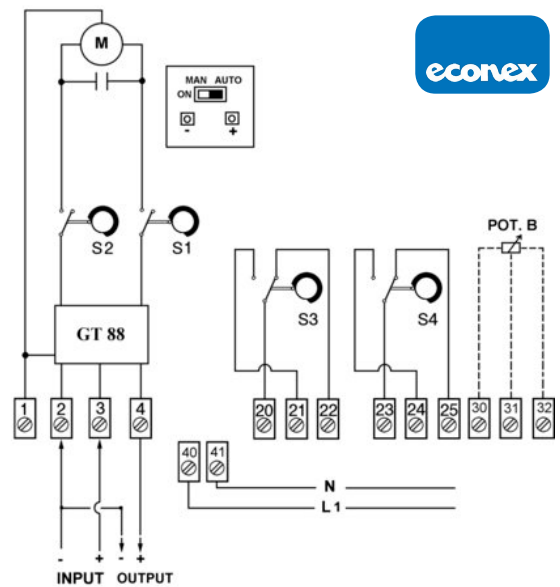 M
econex
MAN AUTO
ON
- +
S2 S1
POT. B
S3 S4
GT 88
1 2 3 4 20 21 22 23 24 25 30 31 32
40 41
N
L1
- + - +
INPUT OUTPUT